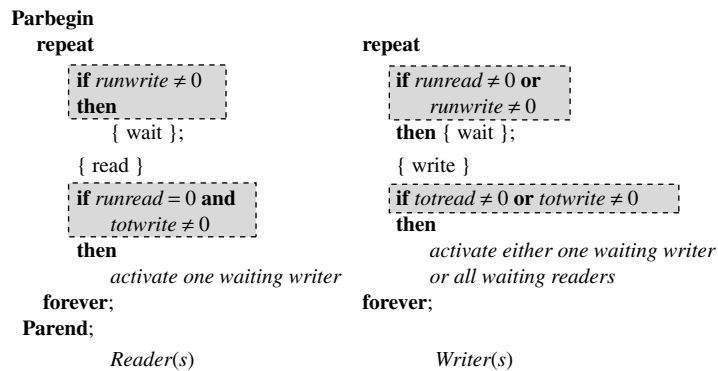 Parbegin
repeat
if runwrite ≠ 0
then
{ wait };
{ read }
if runread = 0 and
totwrite ≠ 0
then
activate one waiting writer
forever;
Parend;
Reader(s)
repeat
if runread ≠ 0 or
runwrite ≠ 0
then { wait };
{ write }
if totread ≠ 0 or totwrite ≠ 0
then
activate either one waiting writer
or all waiting readers
forever;
Writer(s)